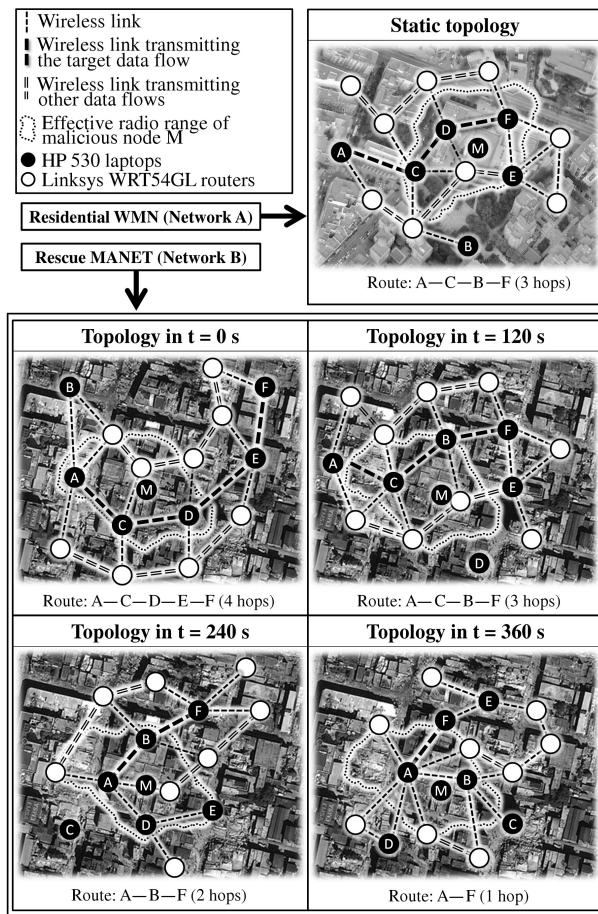 Wireless link
Wireless link transmitting
the target data flow
Wireless link transmitting
other data flows
Effective radio range of
malicious node M
HP 530 laptops
Linksys WRT54GL routers
Residential WMN (Network A)
Rescue MANET (Network B)
Static topology
A
C
D
F
M
E
B
Route: A—C—B—F (3 hops)
Topology in t = 0 s
B
F
A
M
E
C
D
Route: A—C—D—E—F (4 hops)
Topology in t = 120 s
A
C
B
F
M
E
D
Route: A—C—B—F (3 hops)
Topology in t = 240 s
F
B
A
M
E
C
D
Route: A—B—F (2 hops)
Topology in t = 360 s
E
F
A
B
M
C
D
Route: A—F (1 hop)